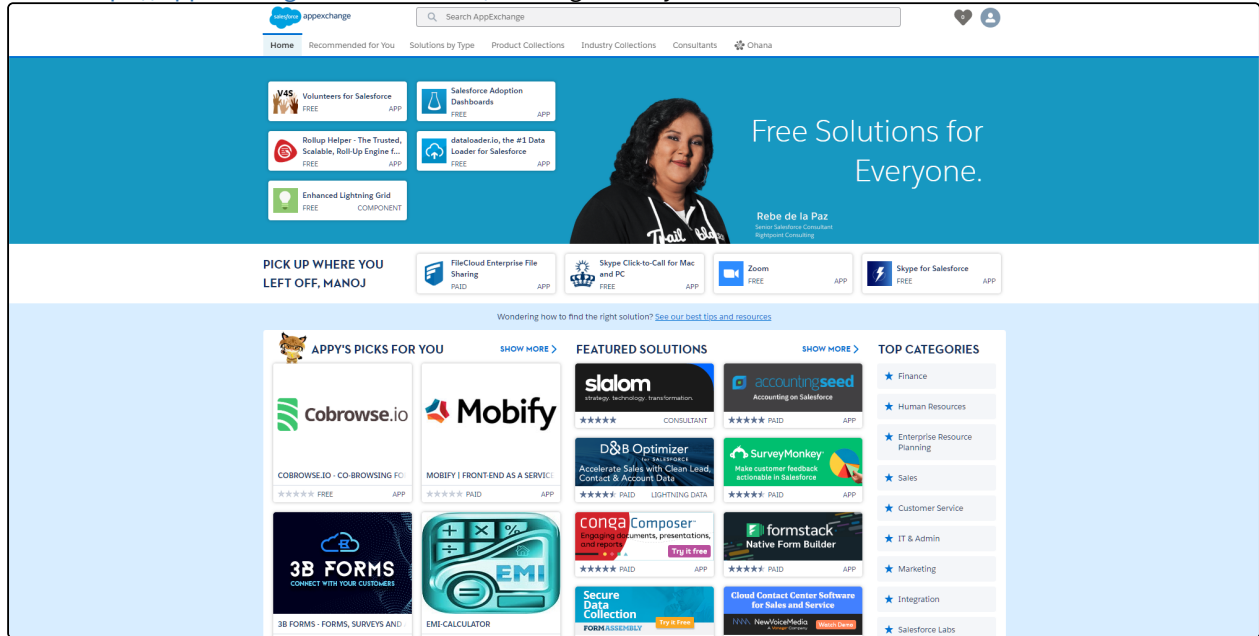 salesforce appexchange
Search AppExchange
0
Home Recommended for You Solutions by Type Product Collections Industry Collections Consultants Ohana
V4S
Volunteers for Salesforce
FREE APP
Salesforce Adoption
Dashboards
FREE APP
Rollup Helper - The Trusted,
Scalable, Roll-Up Engine f...
FREE APP
dataloader.io, the #1 Data
Loader for Salesforce
FREE APP
Enhanced Lightning Grid
FREE COMPONENT
Free Solutions for
Everyone.
Rebe de la Paz
Senior Salesforce Consultant
Rightpoint Consulting
PICK UP WHERE YOU
LEFT OFF, MANOJ
FileCloud Enterprise File
Sharing
PAID APP
Skype Click-to-Call for Mac
and PC
FREE APP
Zoom
FREE APP
Skype for Salesforce
FREE APP
Wondering how to find the right solution? See our best tips and resources
APPY'S PICKS FOR YOU SHOW MORE
Cobrowse.io
COBROWSE.IO - CO-BROWSING FO
FREE APP
Mobify
MOBIFY | FRONT-END AS A SERVICE
PAID APP
3B FORMS
CONNECT WITH YOUR CUSTOMERS
3B FORMS - FORMS, SURVEYS AND
EMI
EMI-CALCULATOR
FEATURED SOLUTIONS SHOW MORE
slalom
strategy. technology. transformation.
CONSULTANT
accountingseed
Accounting on Salesforce
PAID APP
D&B Optimizer
for SALESFORCE
Accelerate Sales with Clean Lead,
Contact & Account Data
PAID LIGHTNING DATA
SurveyMonkey
Make customer feedback
actionable in Salesforce
PAID APP
conga Composer
Engaging documents, presentations,
and reports
Try it free
PAID APP
formstack
Native Form Builder
PAID APP
Secure
Data
Collection
FORMASSEMBLY
Try it Free
Cloud Contact Center Software
for Sales and Service
NewVoiceMedia
Watch Demo
TOP CATEGORIES
Finance
Human Resources
Enterprise Resource
Planning
Sales
Customer Service
IT & Admin
Marketing
Integration
Salesforce Labs